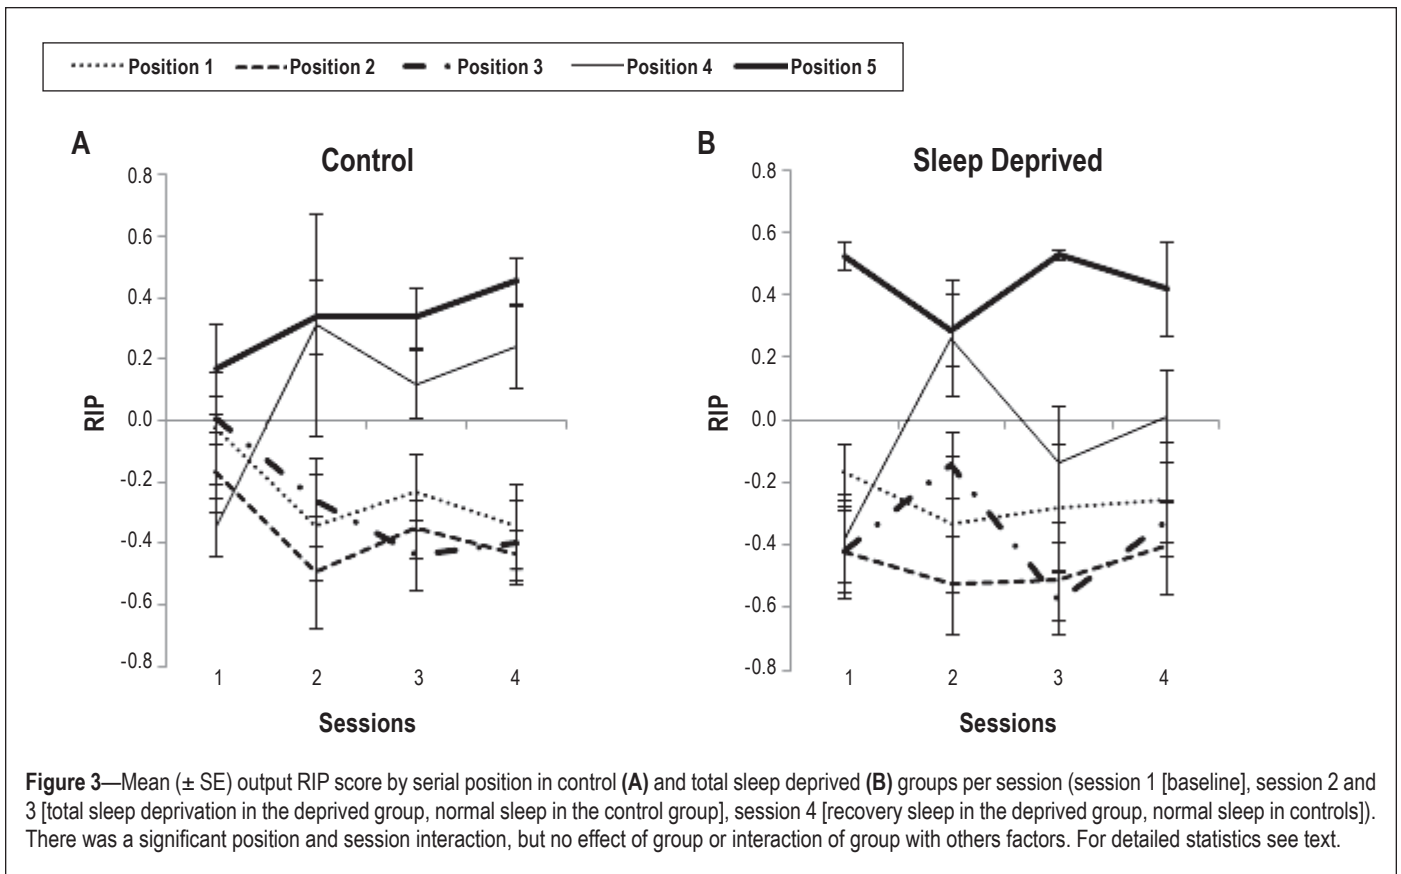 Position 1 Position 2 Position 3 Position 4 Position 5
A
Control
0.8
0.6
0.4
0.2
0.0
-0.2
-0.4
-0.6
-0.8
RIP
1 2 3 4
Sessions
B
Sleep Deprived
0.8
0.6
0.4
0.2
0.0
-0.2
-0.4
-0.6
-0.8
RIP
1 2 3 4
Sessions
Figure 3—Mean (± SE) output RIP score by serial position in control (A) and total sleep deprived (B) groups per session (session 1 [baseline], session 2 and
3 [total sleep deprivation in the deprived group, normal sleep in the control group], session 4 [recovery sleep in the deprived group, normal sleep in controls]).
There was a significant position and session interaction, but no effect of group or interaction of group with others factors. For detailed statistics see text.